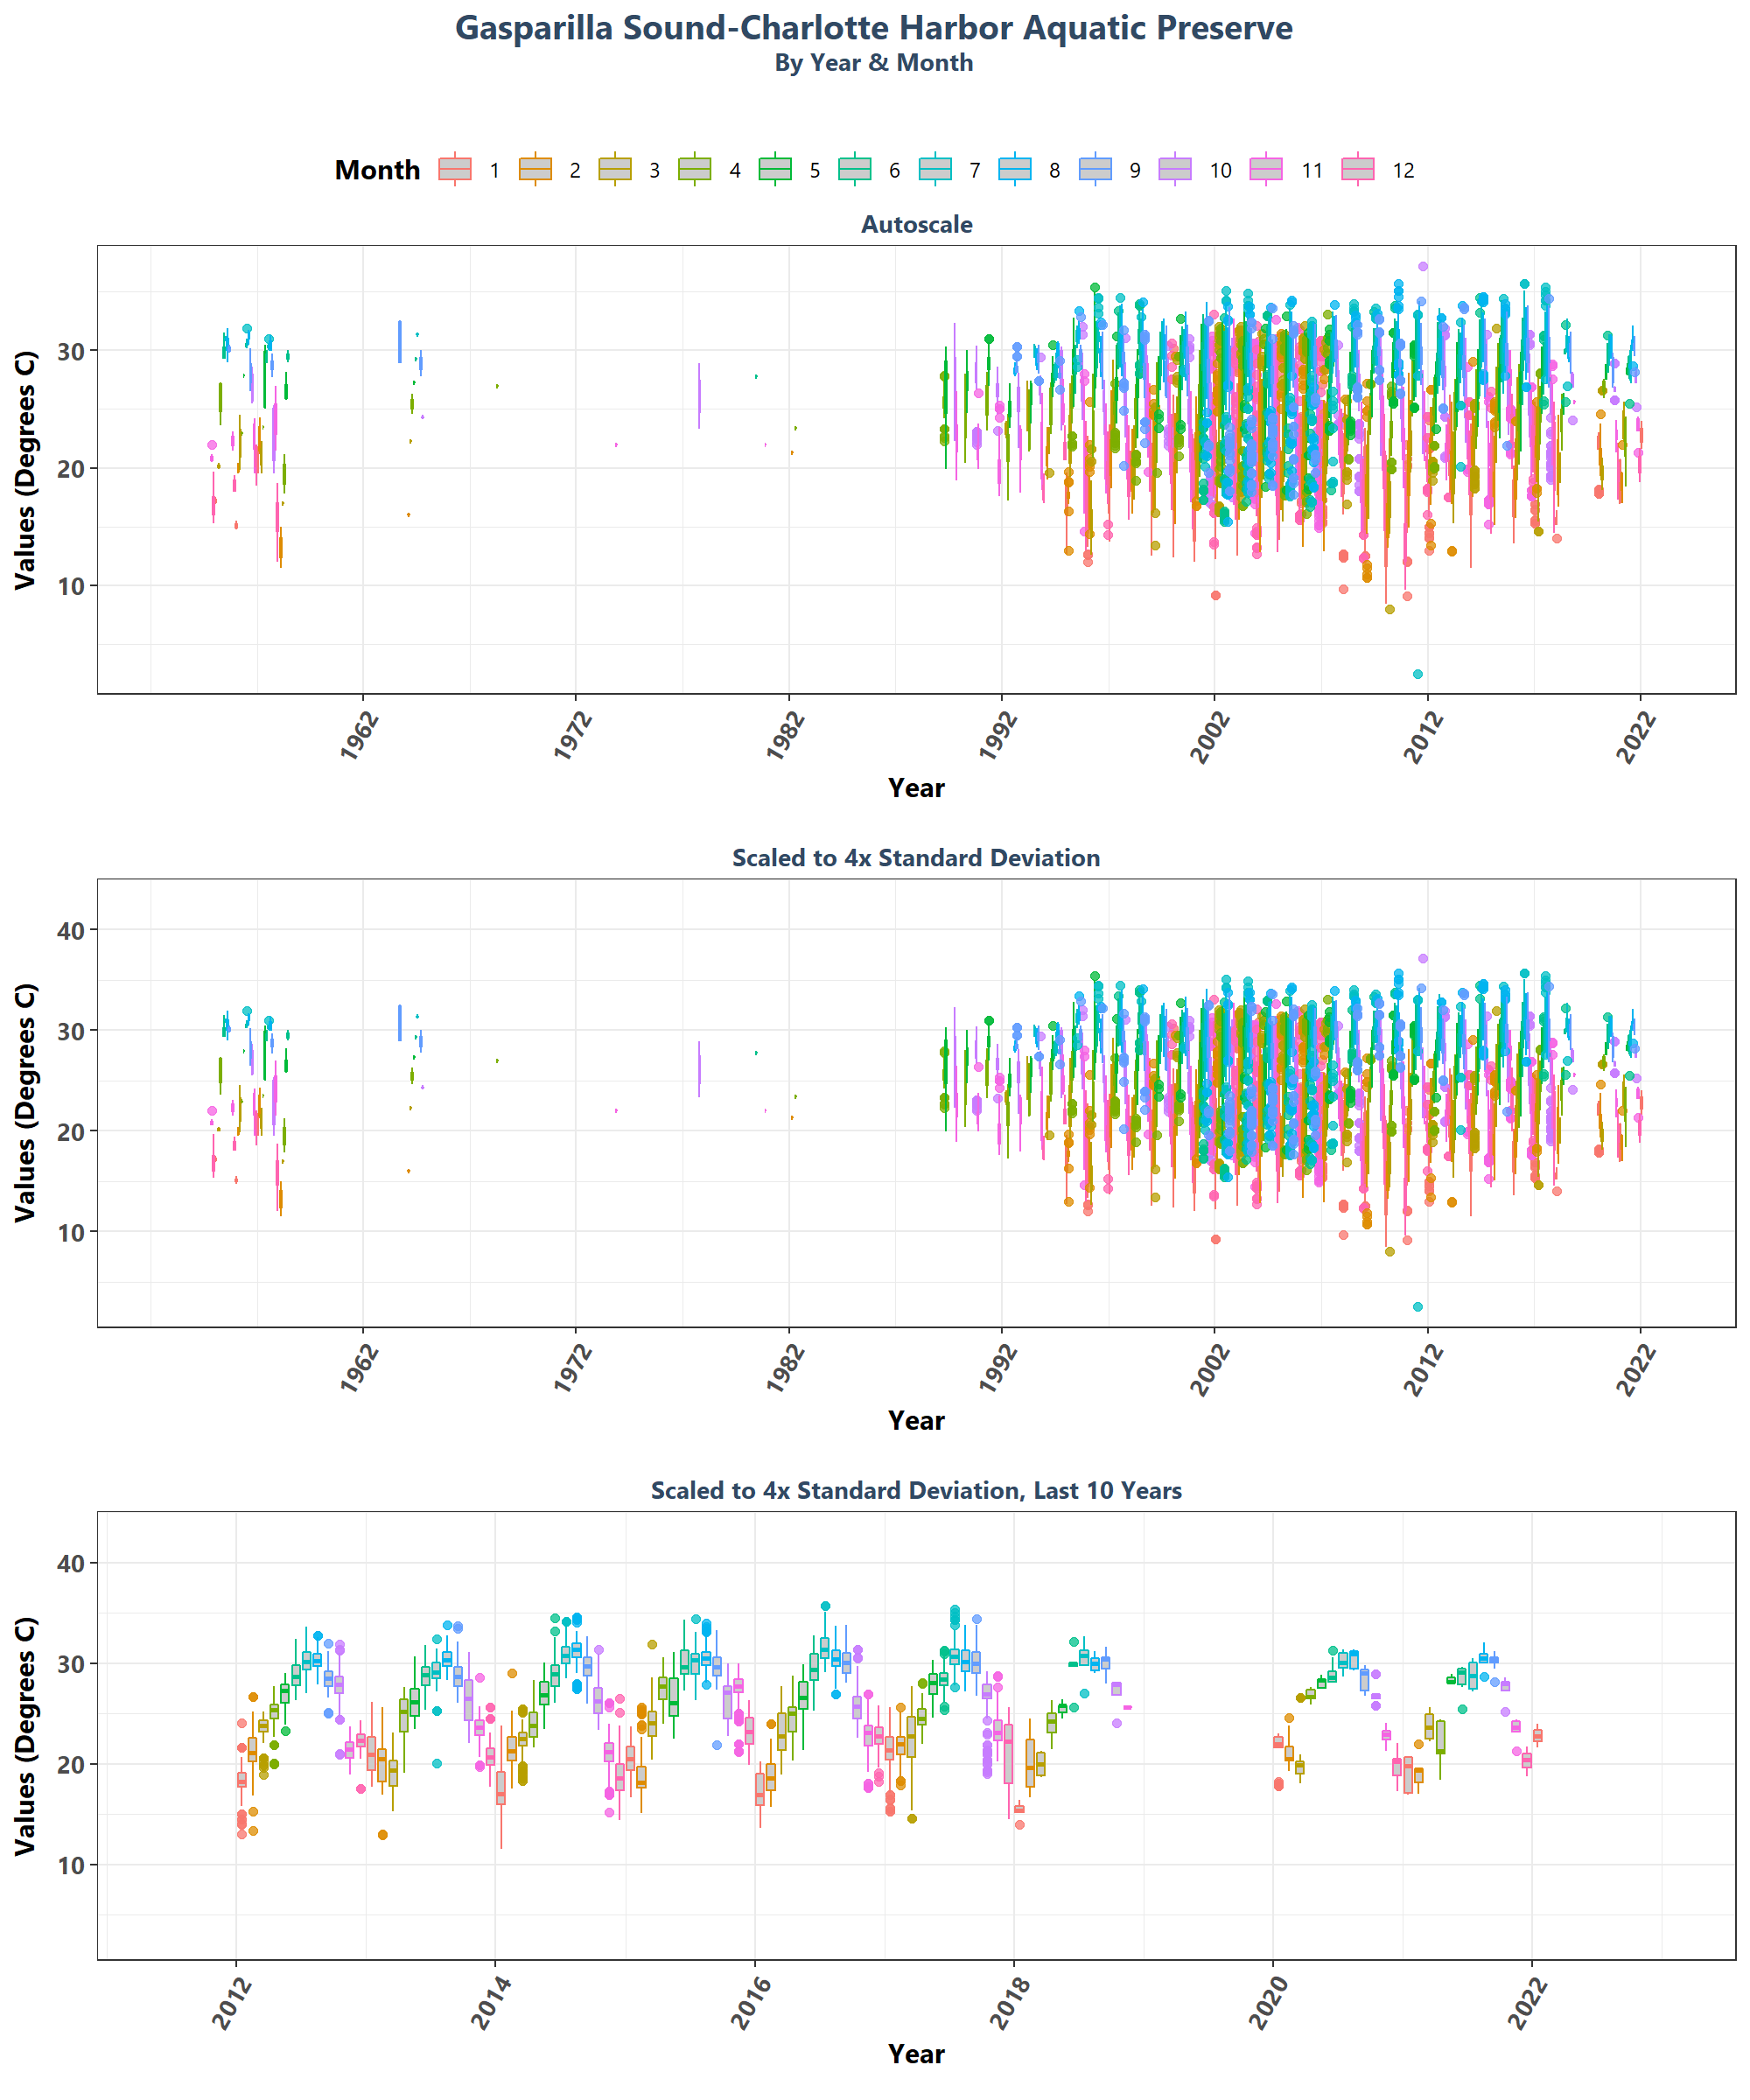 Gasparilla Sound-Charlotte Harbor Aquatic Preserve
By Year & Month
Month 1 2 3 4 5 6 7 8 9 10 11 12
Autoscale
Values (Degrees C)
30
20
10
1962 1972 1982 1992 2002 2012 2022
Year
Scaled to 4x Standard Deviation
Values (Degrees C)
40
30
20
10
1962 1972 1982 1992 2002 2012 2022
Year
Scaled to 4x Standard Deviation, Last 10 Years
Values (Degrees C)
40
30
20
10
2012 2014 2016 2018 2020 2022
Year